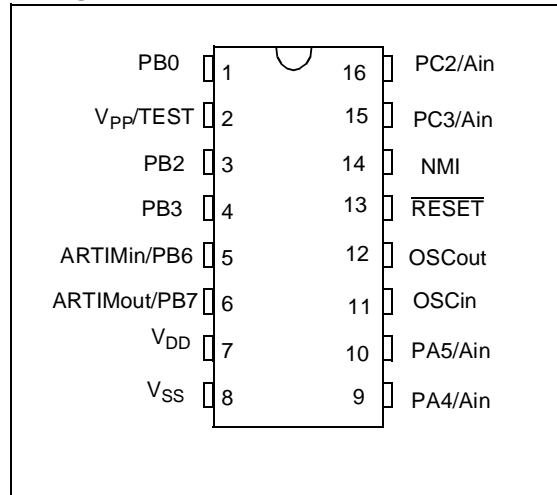 PB0 1 16 PC2/Ain
VPP/TEST 2 15 PC3/Ain
PB2 3 14 NMI
PB3 4 13 RESET
ARTIMin/PB6 5 12 OSCout
ARTIMout/PB7 6 11 OSCin
VDD 7 10 PA5/Ain
VSS 8 9 PA4/Ain